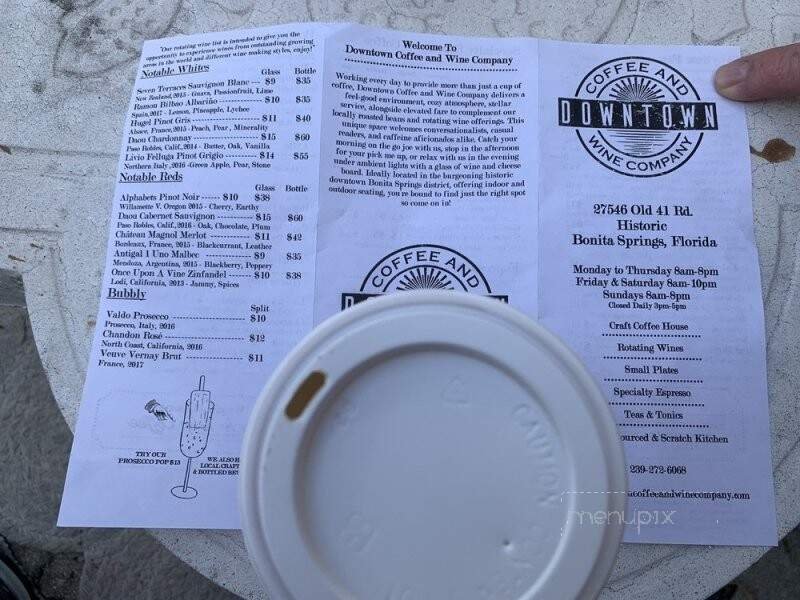 "Our rotating wine list is intended to give you the
opportunity to experience wines from outstanding growing
areas in the world and different wine making styles, enjoy!"
Notable Whites
Glass Bottle
Seven Terraces Sauvignon Blanc --- $9 $35
New Zealand, 2015 - Guava, Passionfruit, Lime
Ramon Bilbao Albariño ---------- $10 $35
Spain, 2017 - Lemon, Pineapple, Lychee
Hugel Pinot Gris --------------- $11 $40
Alsace, France, 2015 - Peach, Pear, Minerality
Daou Chardonnay --------------- $15 $60
Paso Robles, Calif., 2014 - Butter, Oak, Vanilla
Livio Felluga Pinot Grigio ------- $14 $55
Northern Italy, 2016 - Green Apple, Pear, Stone
Notable Reds
Glass Bottle
Alphabets Pinot Noir ------ $10 $38
Willamette V. Oregon 2015 - Cherry, Earthy
Daou Cabernet Sauvignon ---------- $15 $60
Paso Robles, Calif., 2016 - Oak, Chocolate, Plum
Château Magnol Merlot ------------ $11 $42
Bordeaux, France, 2015 - Blackcurrant, Leather
Antigal 1 Uno Malbec -------------- $9 $35
Mendoza, Argentina, 2015 - Blackberry, Peppery
Once Upon A Vine Zinfandel ------- $10 $38
Lodi, California, 2013 - Jammy, Spices
Bubbly
Split
Valdo Prosecco -------------------- $10
Prosecco, Italy, 2016
Chandon Rosé --------------------- $12
North Coast, California, 2016
Veuve Vernay Brut ---------------- $11
France, 2017
TRY OUR
PROSECCO POP $13
WE ALSO
LOCAL CRAFT
& BOTTLED
Welcome To
Downtown Coffee and Wine Company
Working every day to provide more than just a cup of
coffee, Downtown Coffee and Wine Company delivers a
feel-good environment, cozy atmosphere, stellar
service, alongside elevated fare to complement our
locally roasted beans and rotating wine offerings. This
unique space welcomes conversationalists, casual
readers, and raffeine aficionados alike. Catch your
morning on the go joe with us, stop in the afternoon
for your pick me up, or relax with us in the evening
under ambient lights with a glass of wine and cheese
board. Ideally located in the burgeoning historic
downtown Bonita Springs district, offering indoor and
outdoor seating, you're bound to find just the right spot
so come on in!
COFFEE AND
COFFEE AND
DOWNTOWN
WINE COMPANY
27546 Old 41 Rd.
Historic
Bonita Springs, Florida
Monday to Thursday 8am-8pm
Friday & Saturday 8am-10pm
Sundays 8am-8pm
Closed Daily 3pm-5pm
Craft Coffee House
Rotating Wines
Small Plates
Specialty Espresso
Teas & Tonics
ourced & Scratch Kitchen
239-272-6068
coffeeandwinecompany.com
CAUTION
menupix